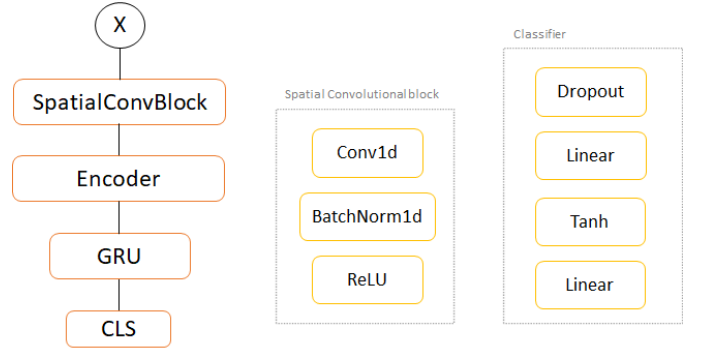 X
SpatialConvBlock
Encoder
GRU
CLS
Spatial Convolutional block
Conv1d
BatchNorm1d
ReLU
Classifier
Dropout
Linear
Tanh
Linear